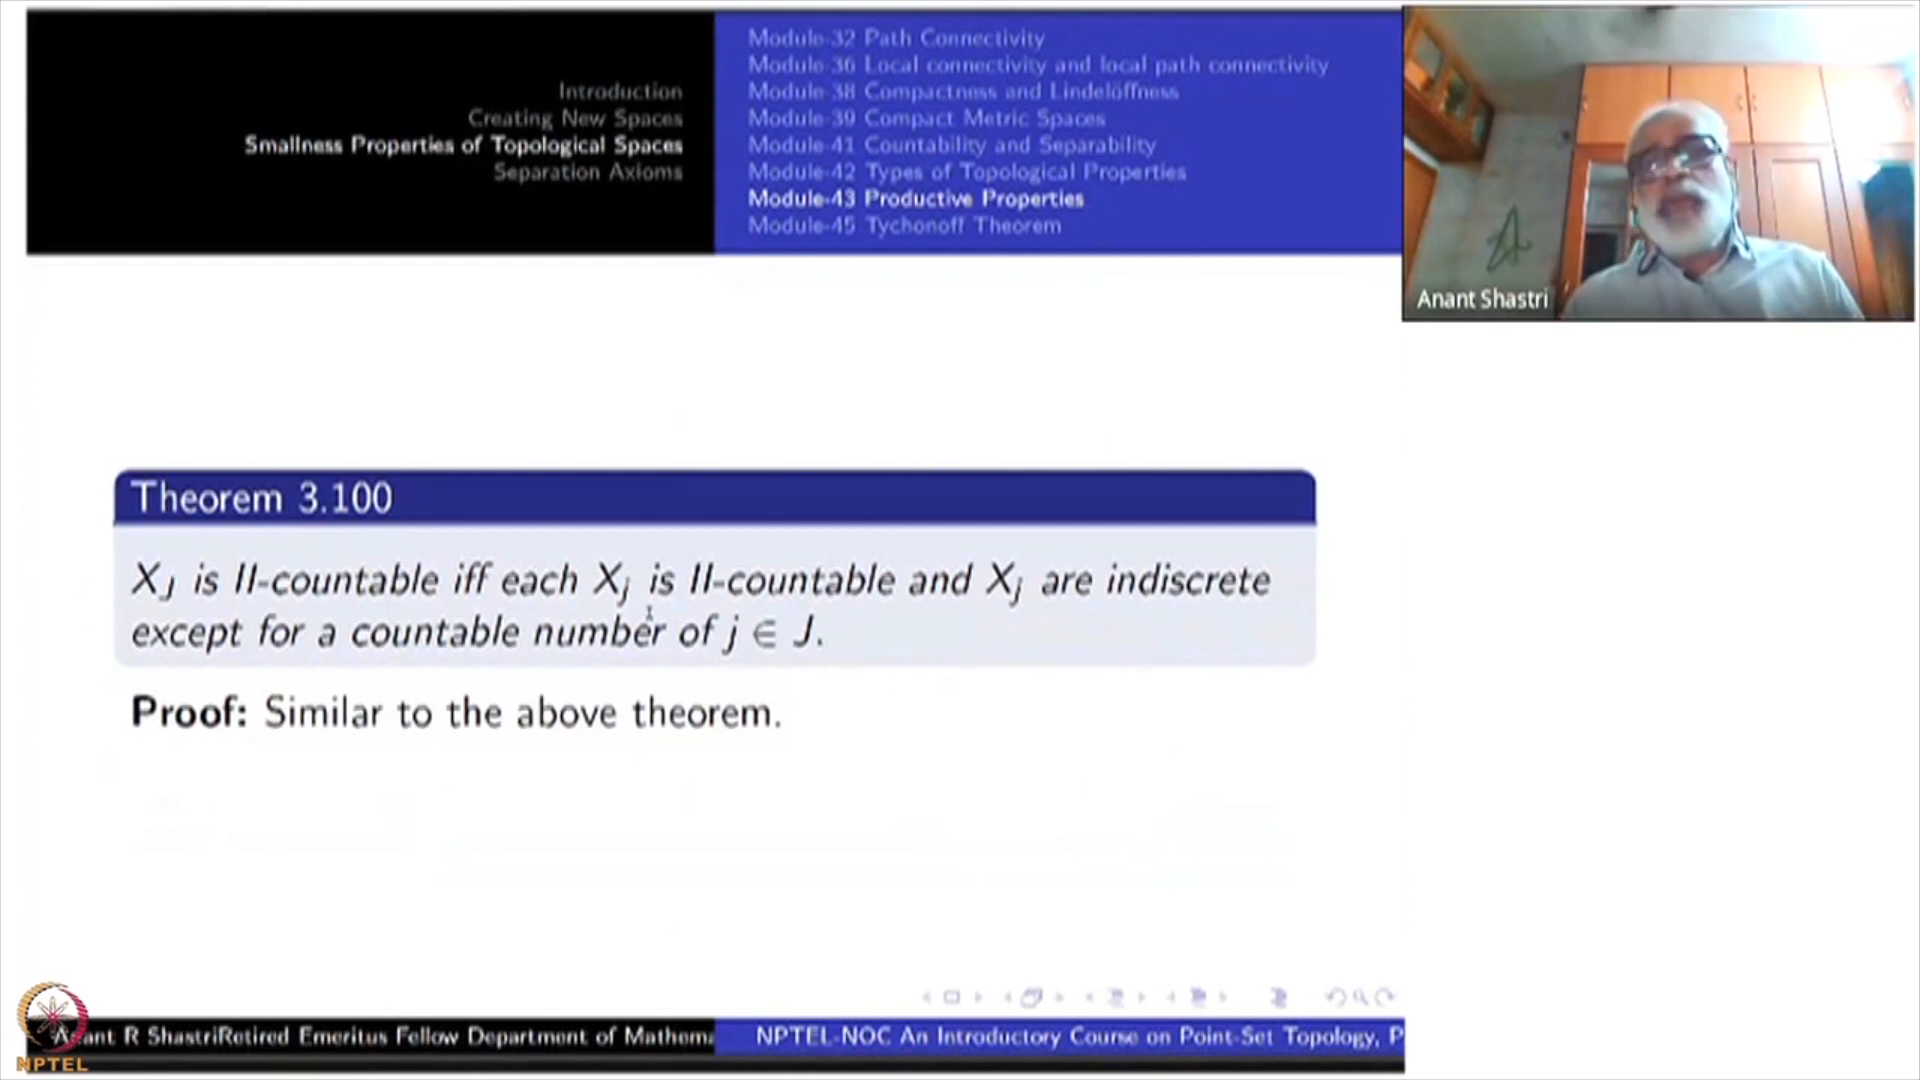 Introduction
Creating New Spaces
Smallness Properties of Topological Spaces
Separation Axioms
Module-32 Path Connectivity
Module-36 Local connectivity and local path connectivity
Module-38 Compactness and Lindelöffness
Module-39 Compact Metric Spaces
Module-41 Countability and Separability
Module-42 Types of Topological Properties
Module-43 Productive Properties
Module-45 Tychonoff Theorem
Anant Shastri
Theorem 3.100
X_J is II-countable iff each X_j is II-countable and X_j are indiscrete
except for a countable number of j ∈ J.
Proof: Similar to the above theorem.
Anant R ShastriRetired Emeritus Fellow Department of Mathema
NPTEL-NOC An Introductory Course on Point-Set Topology, P
NPTEL